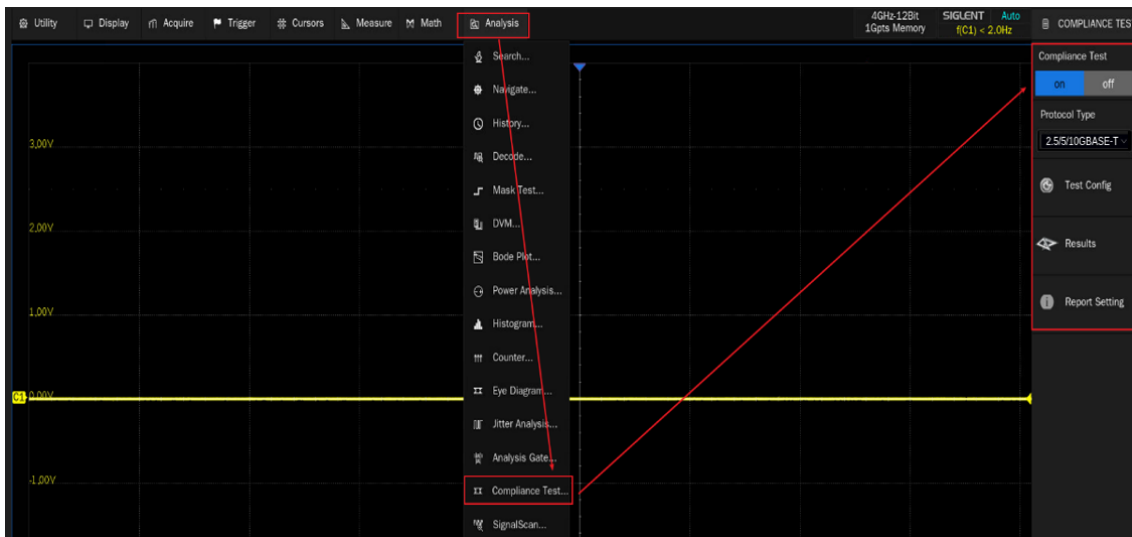 Utility
Display
Acquire
Trigger
Cursors
Measure
Math
Analysis
4GHz-12Bit
1Gpts Memory
SIGLENT Auto
f(C1) < 2.0Hz
COMPLIANCE TES
Search...
Navigate...
History...
Decode...
Mask Test...
DVM...
Bode Plot...
Power Analysis...
Histogram...
Counter...
Eye Diagram...
Jitter Analysis...
Analysis Gate...
Compliance Test...
SignalScan...
3.00V
2.00V
1.00V
C1 0.00V
-1.00V
Compliance Test
on off
Protocol Type
2.5/5/10GBASE-T
Test Config
Results
Report Setting